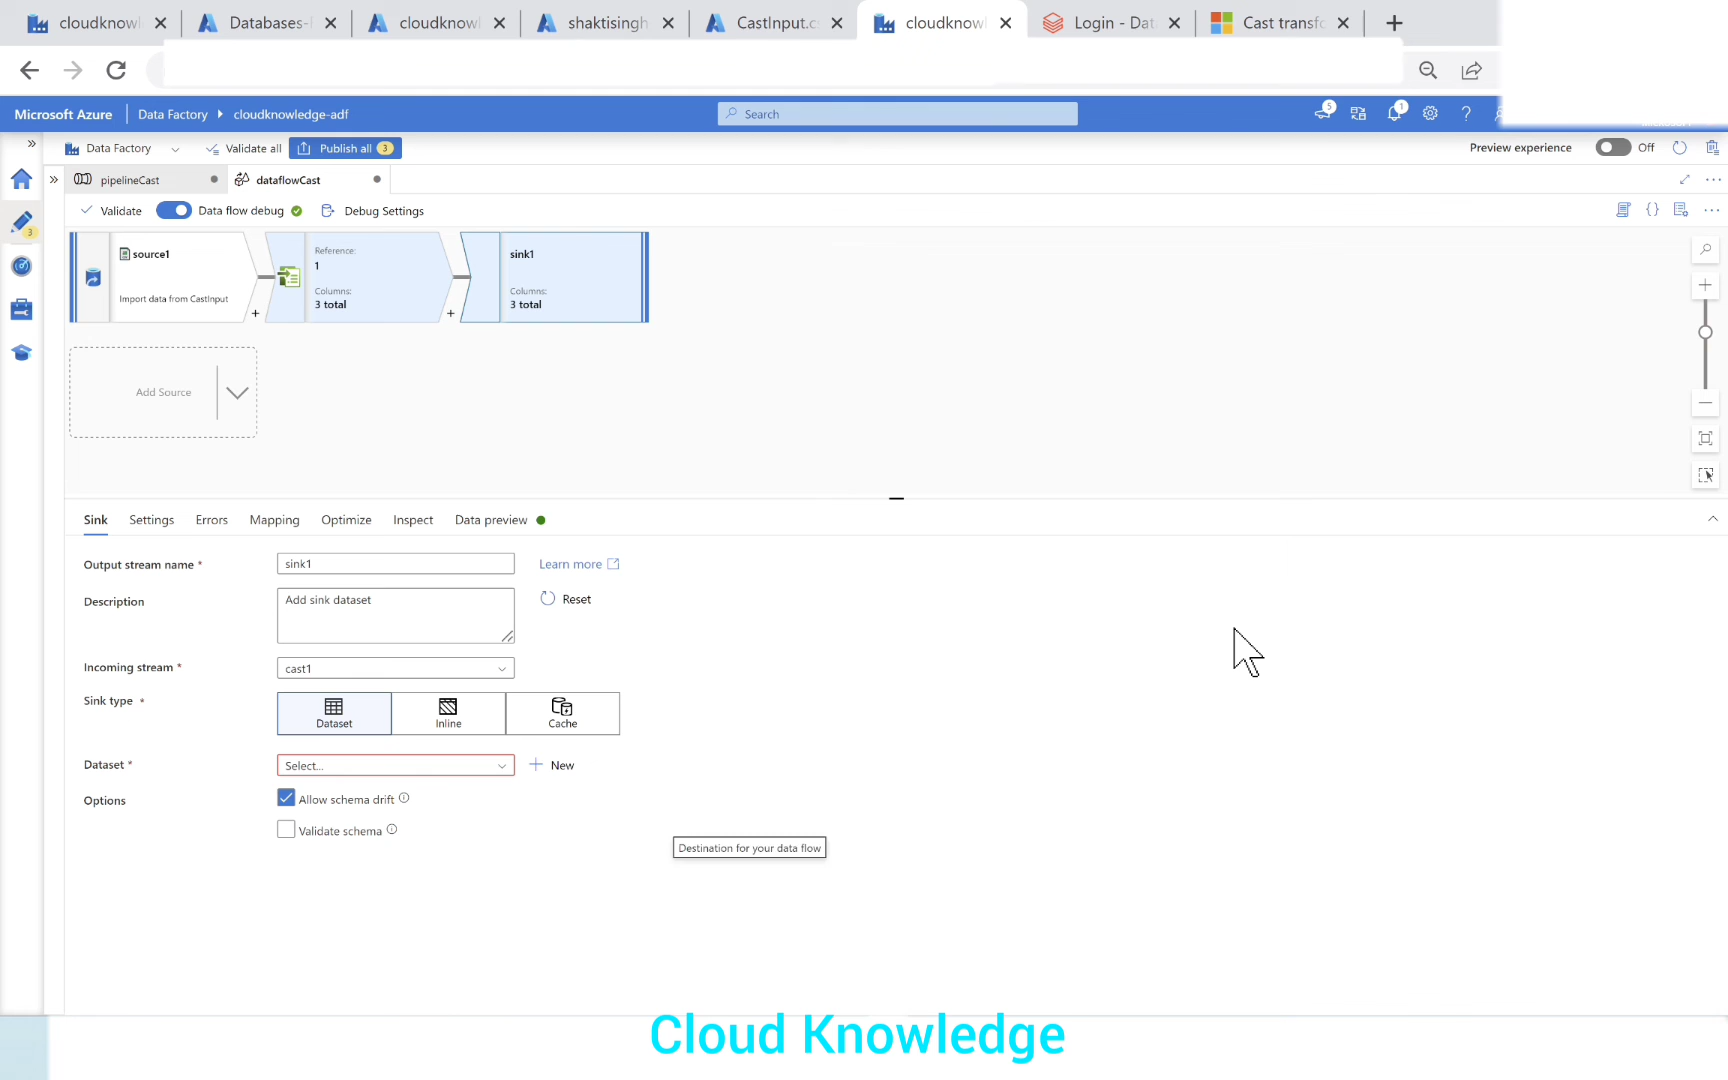 cloudknowl
Databases-
cloudknowl
shaktisingh
CastInput.c
cloudknowl
Login - Dat
Cast transfo
Microsoft Azure
Data Factory
cloudknowledge-adf
Search
5
1
Data Factory
Validate all
Publish all 3
Preview experience
Off
pipelineCast
dataflowCast
3
Validate
Data flow debug
Debug Settings
source1
Import data from CastInput
Reference:
1
Columns:
3 total
sink1
Columns:
3 total
Add Source
Sink
Settings
Errors
Mapping
Optimize
Inspect
Data preview
Output stream name *
sink1
Learn more
Description
Add sink dataset
Reset
Incoming stream *
cast1
Sink type *
Dataset
Inline
Cache
Dataset *
Select...
New
Options
Allow schema drift
Validate schema
Destination for your data flow
Cloud Knowledge